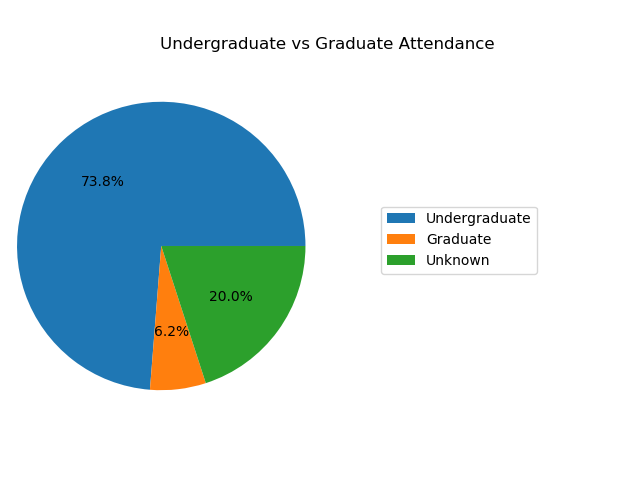 Undergraduate vs Graduate Attendance
73.8%
Undergraduate
Graduate
Unknown
20.0%
6.2%